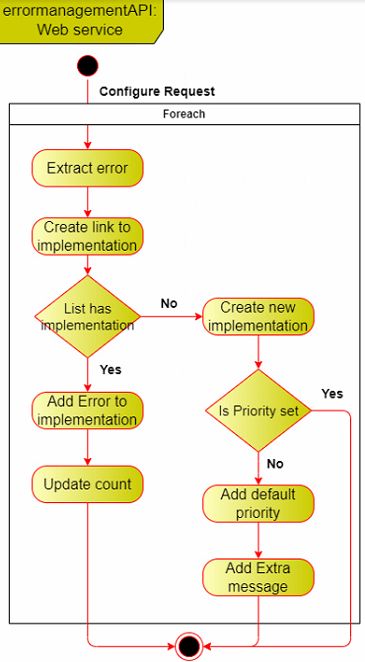 errormanagementAPI:
Web service
Configure Request
Foreach
Extract error
Create link to
implementation
List has
implementation
No
Create new
implementation
Yes
Is Priority set
Yes
Add Error to
implementation
No
Update count
Add default
priority
Add Extra
message